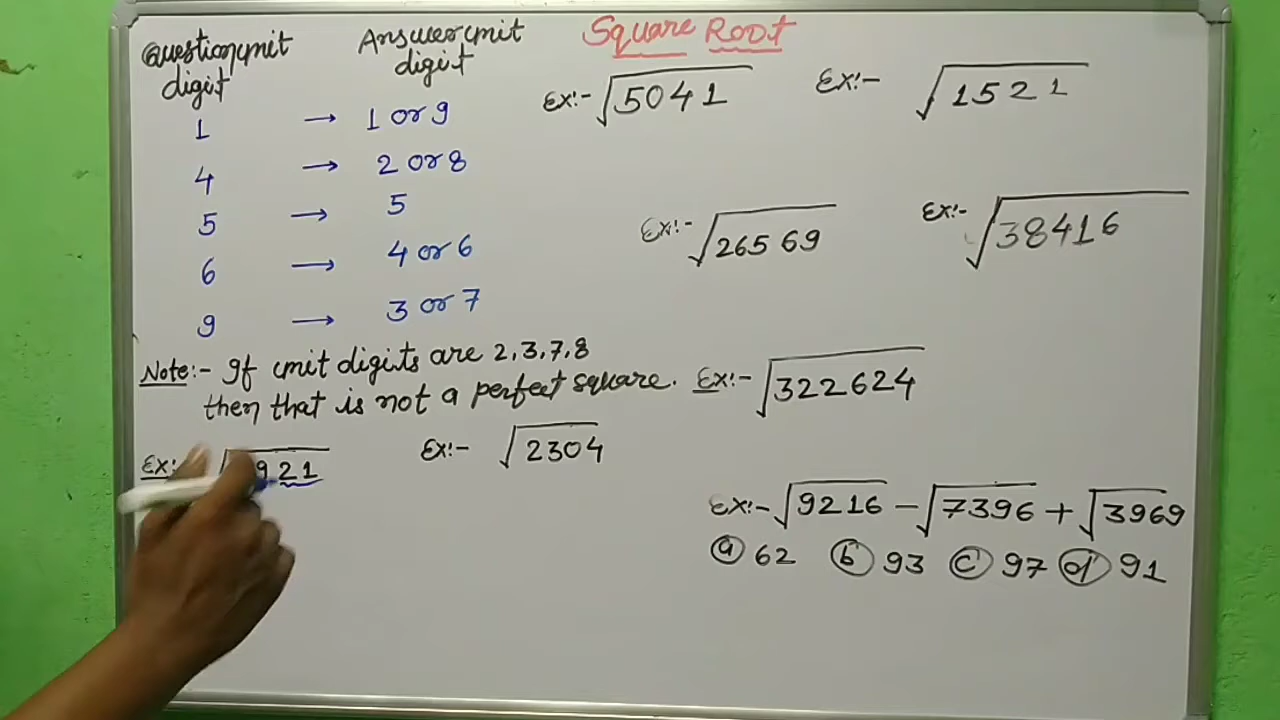 Square Root
Question unit digit
Answer unit digit
1 → 1 or 9
4 → 2 or 8
5 → 5
6 → 4 or 6
9 → 3 or 7
Note:- If unit digits are 2,3,7,8
then that is not a perfect square.
Ex:- √5041
Ex:- √1521
Ex:- √26569
Ex:- √38416
Ex:- √322624
Ex:- 921
Ex:- √2304
Ex:- √9216 - √7396 + √3969
(a) 62 (b) 93 (c) 97 (d) 91